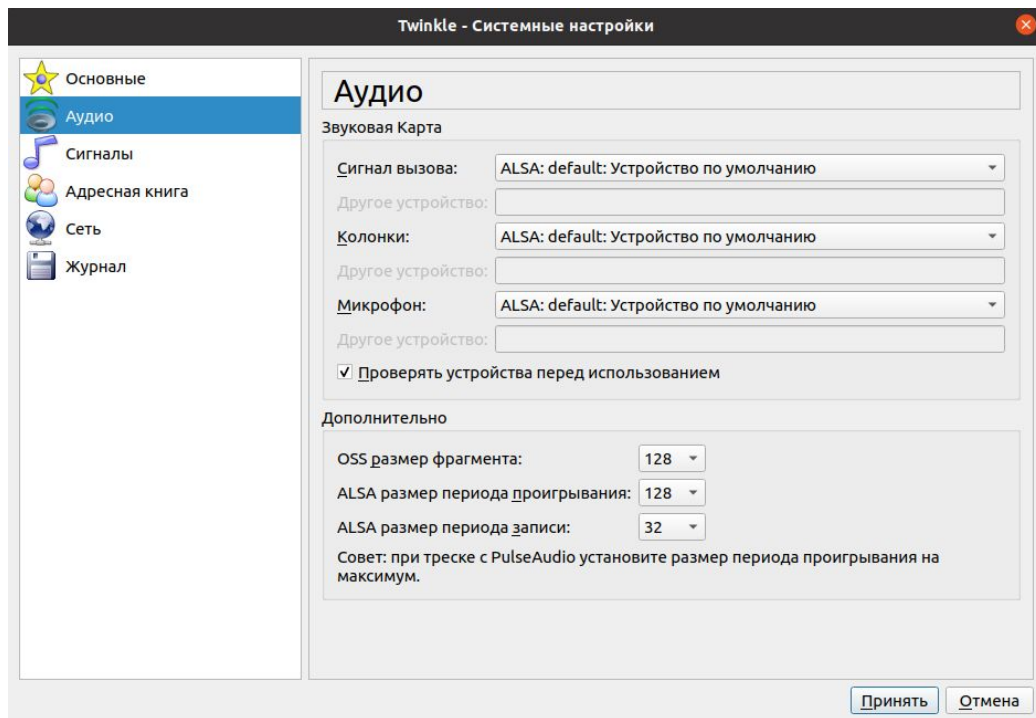 Twinkle - Системные настройки
Основные
Аудио
Сигналы
Адресная книга
Сеть
Журнал
Аудио
Звуковая Карта
Сигнал вызова: ALSA: default: Устройство по умолчанию
Другое устройство:
Колонки: ALSA: default: Устройство по умолчанию
Другое устройство:
Микрофон: ALSA: default: Устройство по умолчанию
Другое устройство:
Проверять устройства перед использованием
Дополнительно
OSS размер фрагмента: 128
ALSA размер периода проигрывания: 128
ALSA размер периода записи: 32
Совет: при треске с PulseAudio установите размер периода проигрывания на
максимум.
Принять Отмена